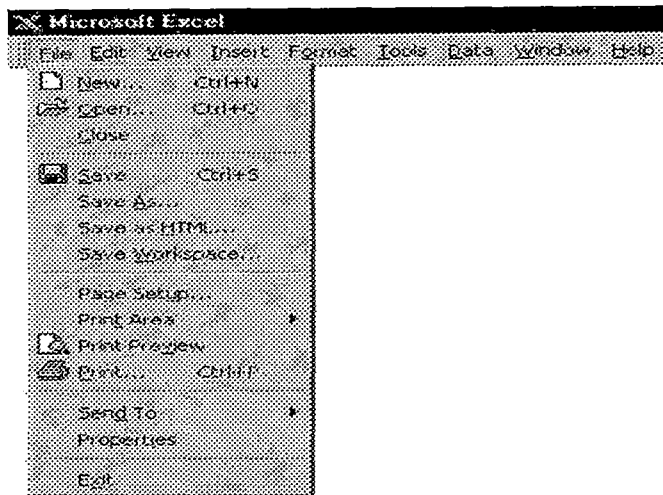 Microsoft Excel
File Edit View Insert Format Tools Data Window Help
New... Ctrl+N
Open... Ctrl+O
Close
Save Ctrl+S
Save As...
Save as HTML...
Save Workspace...
Page Setup...
Print Area
Print Preview
Print... Ctrl+P
Send To
Properties
Exit